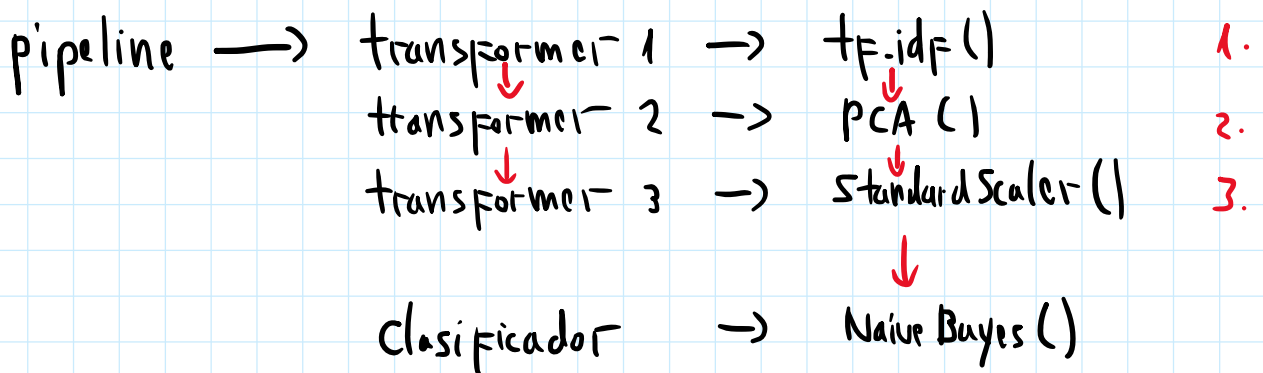 pipeline → transformer 1 → tf-idf() 1.
transformer 2 → PCA () 2.
transformer 3 → StandardScaler() 3.
Clasificador → NaiveBayes()